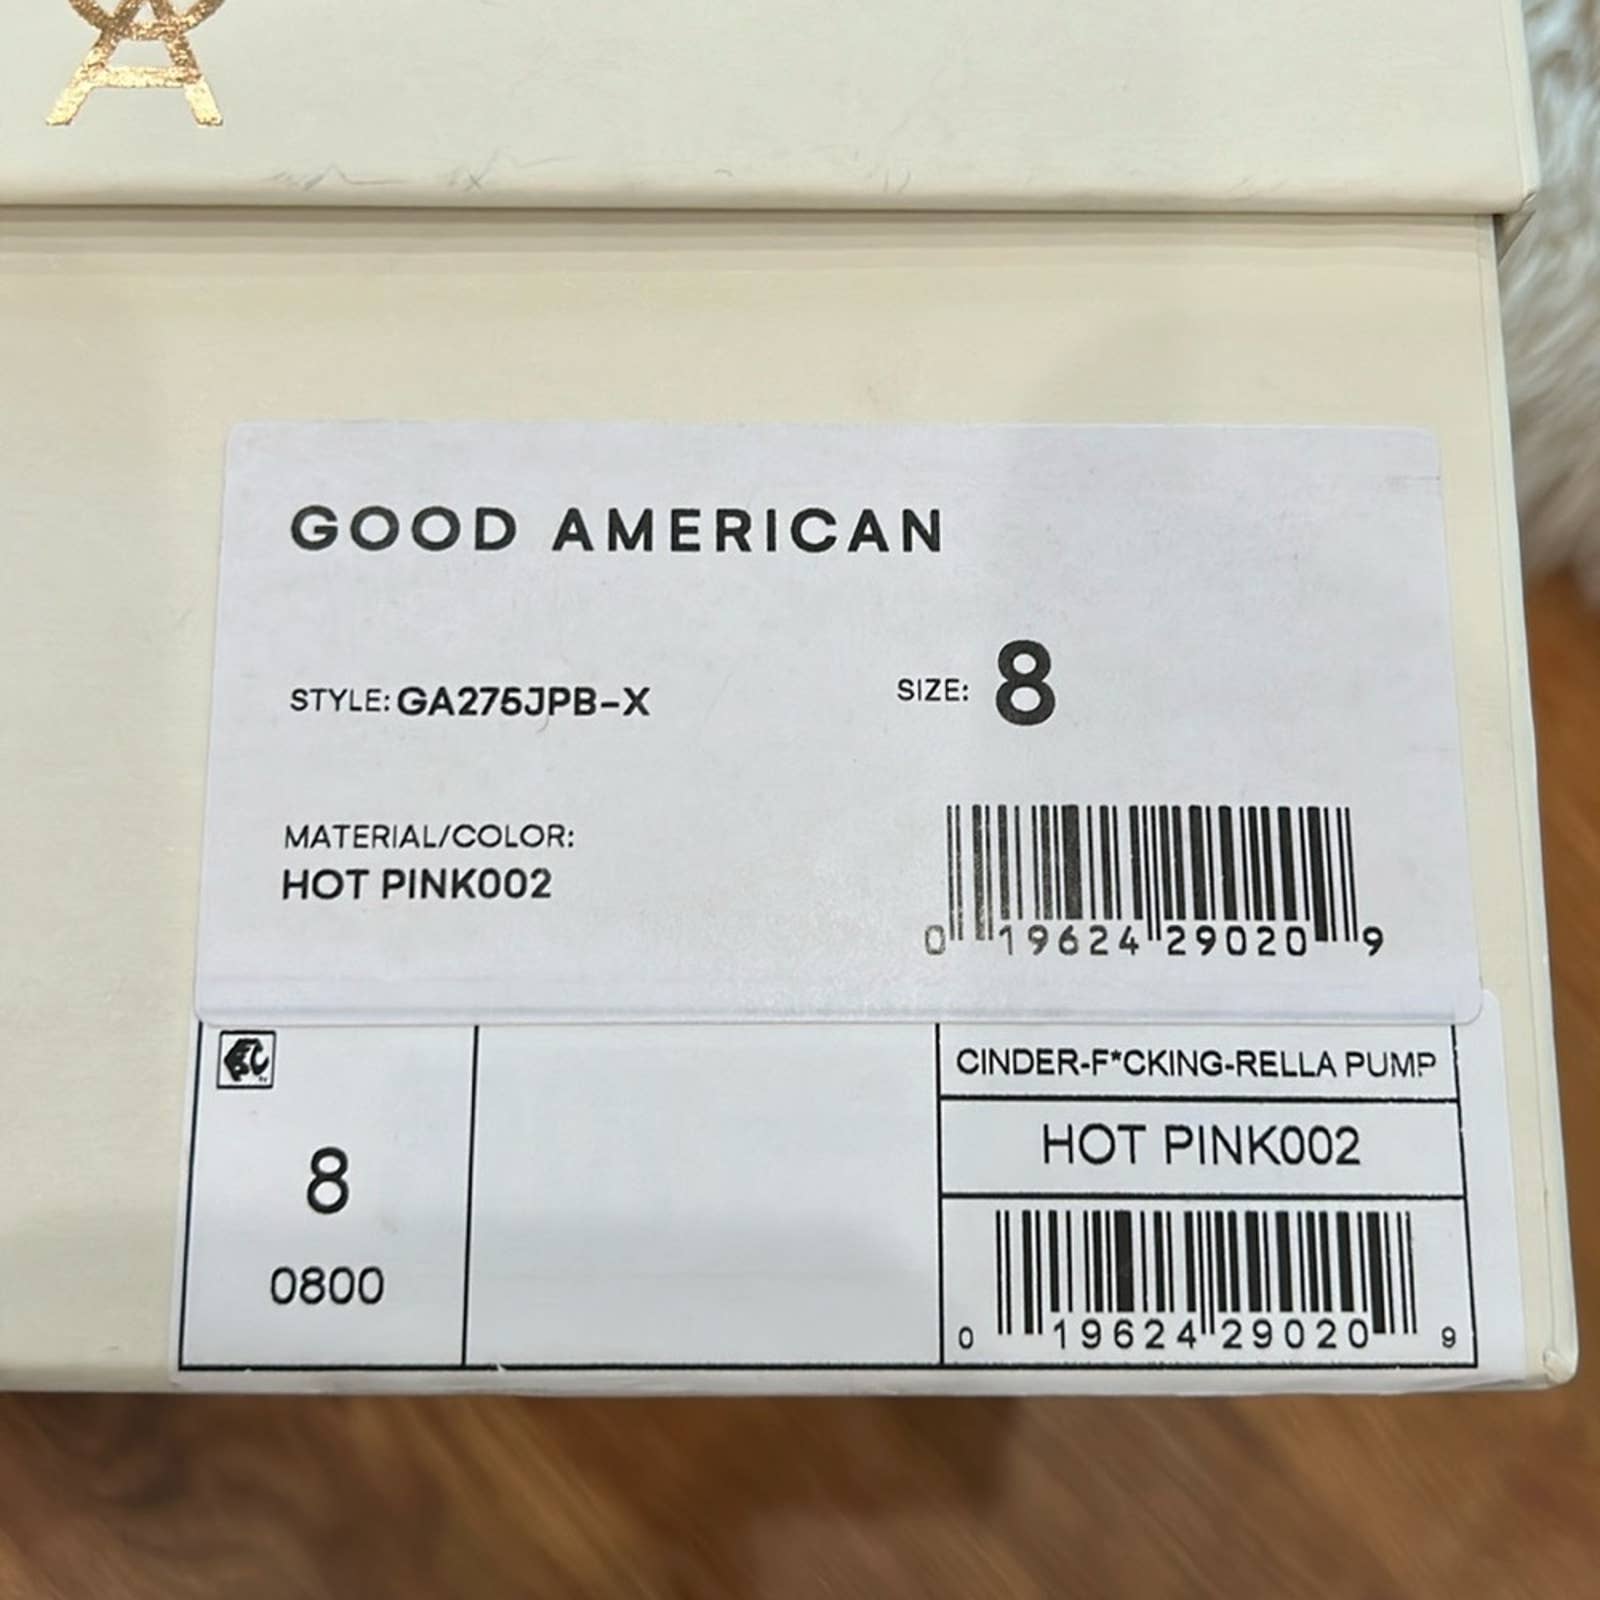 GOOD AMERICAN
STYLE: GA275JPB-X
SIZE: 8
MATERIAL/COLOR:
HOT PINK002
0 19624 29020 9
8
0800
CINDER-F*CKING-RELLA PUMP
HOT PINK002
0 19624 29020 9